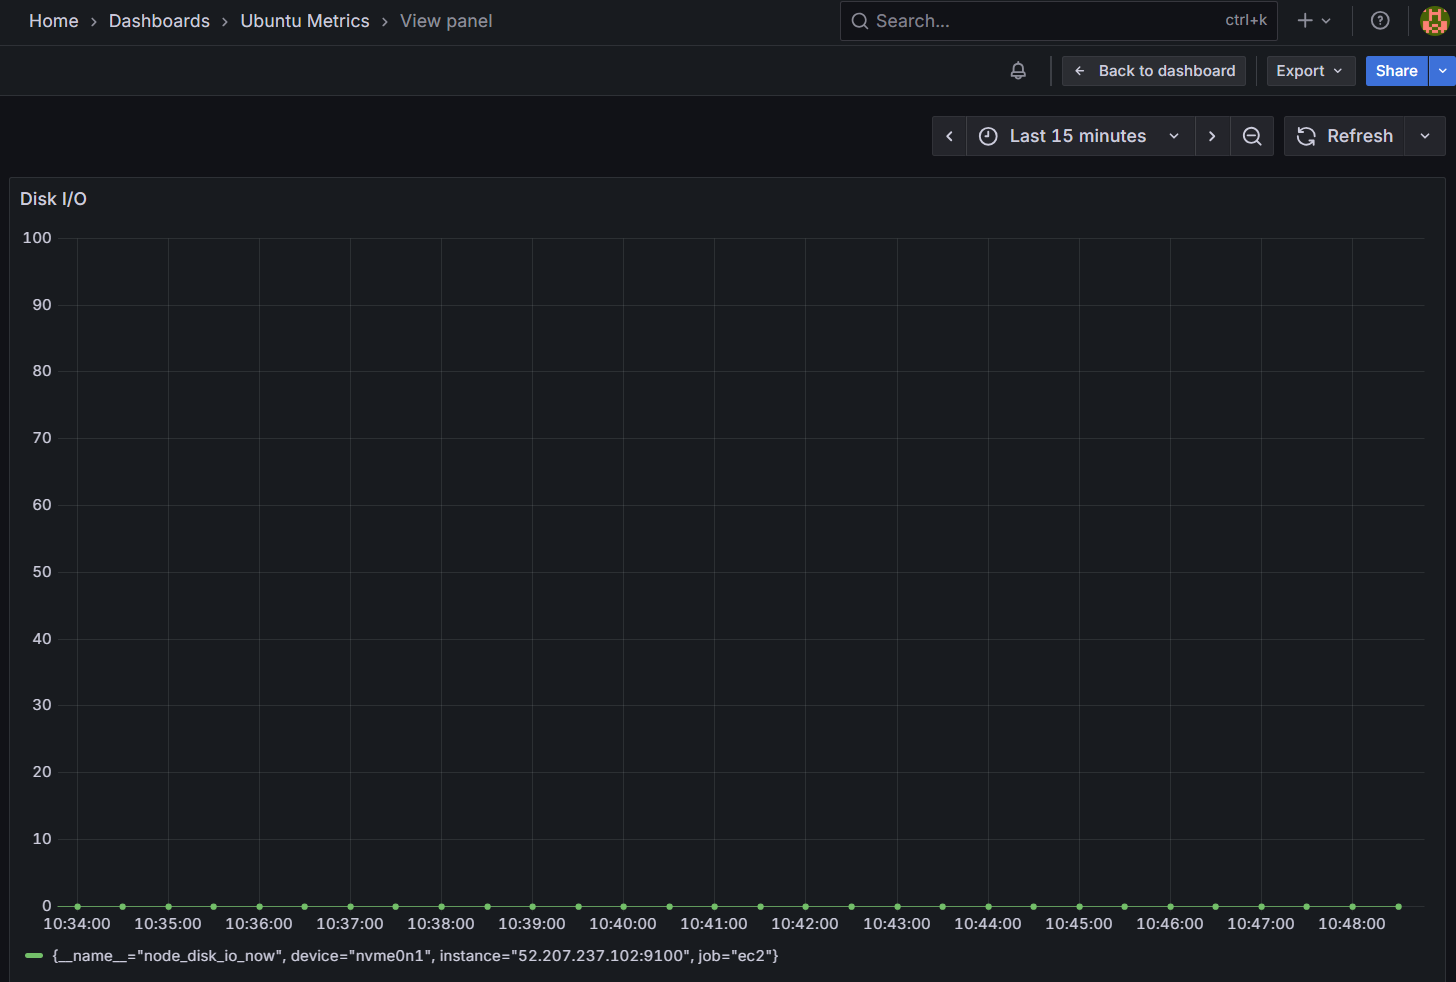 Home > Dashboards > Ubuntu Metrics > View panel
Search... ctrl+k
Back to dashboard Export Share
Last 15 minutes Refresh
Disk I/O
100
90
80
70
60
50
40
30
20
10
0
10:34:00 10:35:00 10:36:00 10:37:00 10:38:00 10:39:00 10:40:00 10:41:00 10:42:00 10:43:00 10:44:00 10:45:00 10:46:00 10:47:00 10:48:00
{__name__="node_disk_io_now", device="nvme0n1", instance="52.207.237.102:9100", job="ec2"}